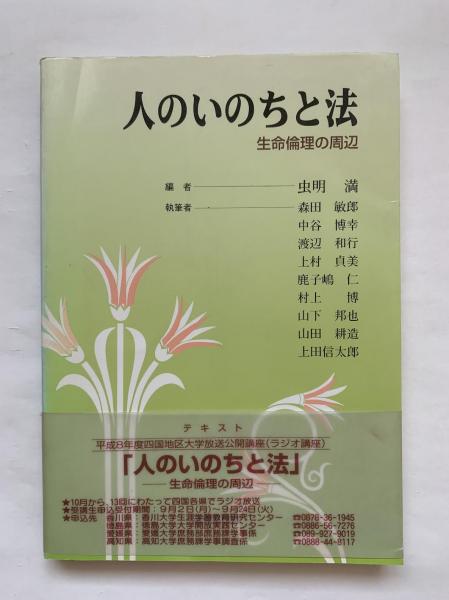 人のいのちと法
生命倫理の周辺
編者 虫明 満
執筆者 森田 敏郎
中谷 博幸
渡辺 和行
上村 貞美
鹿子嶋 仁
村上 博
山下 邦也
山田 耕造
上田信太郎
テキスト
平成8年度四国地区大学放送公開講座(ラジオ講座)
「人のいのちと法」
生命倫理の周辺
★10月から、13回にわたって四国各県でラジオ放送
★受講生申込受付期間:9月2日(月)〜9月24日(火)
★申込先 香川県:香川大学生涯学習教育研究センター ☎0878-36-1945
徳島県:徳島大学大学開放実践センター ☎0886-56-7276
愛媛県:愛媛大学庶務部庶務課学事係 ☎089-927-9019
高知県:高知大学庶務課学事調査係 ☎0888-44-8117